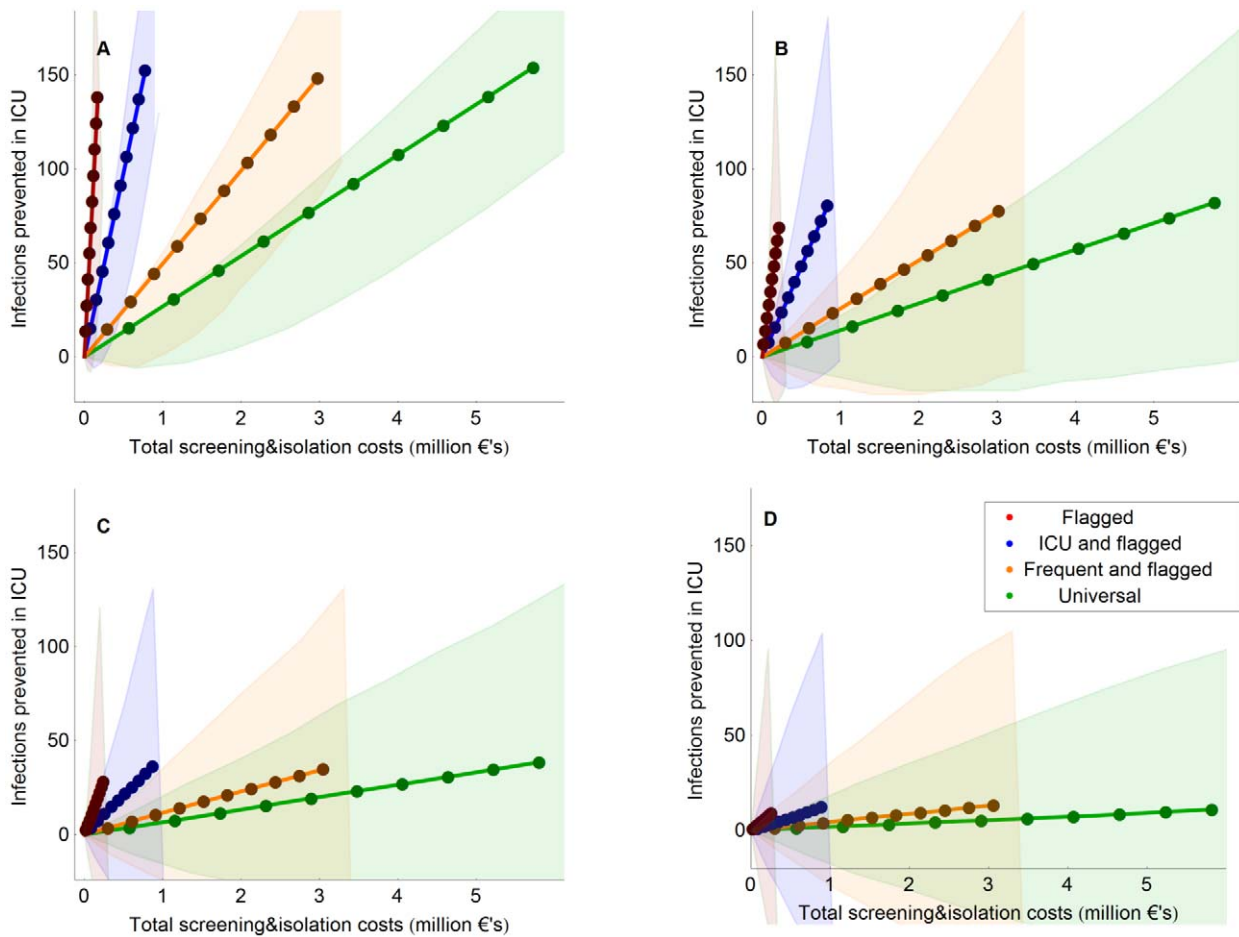 A
Infections prevented in ICU
150
100
50
0
0 1 2 3 4 5
Total screening&isolation costs (million €'s)
B
Infections prevented in ICU
150
100
50
0
0 1 2 3 4 5
Total screening&isolation costs (million €'s)
C
Infections prevented in ICU
150
100
50
0
0 1 2 3 4 5
Total screening&isolation costs (million €'s)
D
Flagged
ICU and flagged
Frequent and flagged
Universal
Infections prevented in ICU
150
100
50
0
0 1 2 3 4 5
Total screening&isolation costs (million €'s)